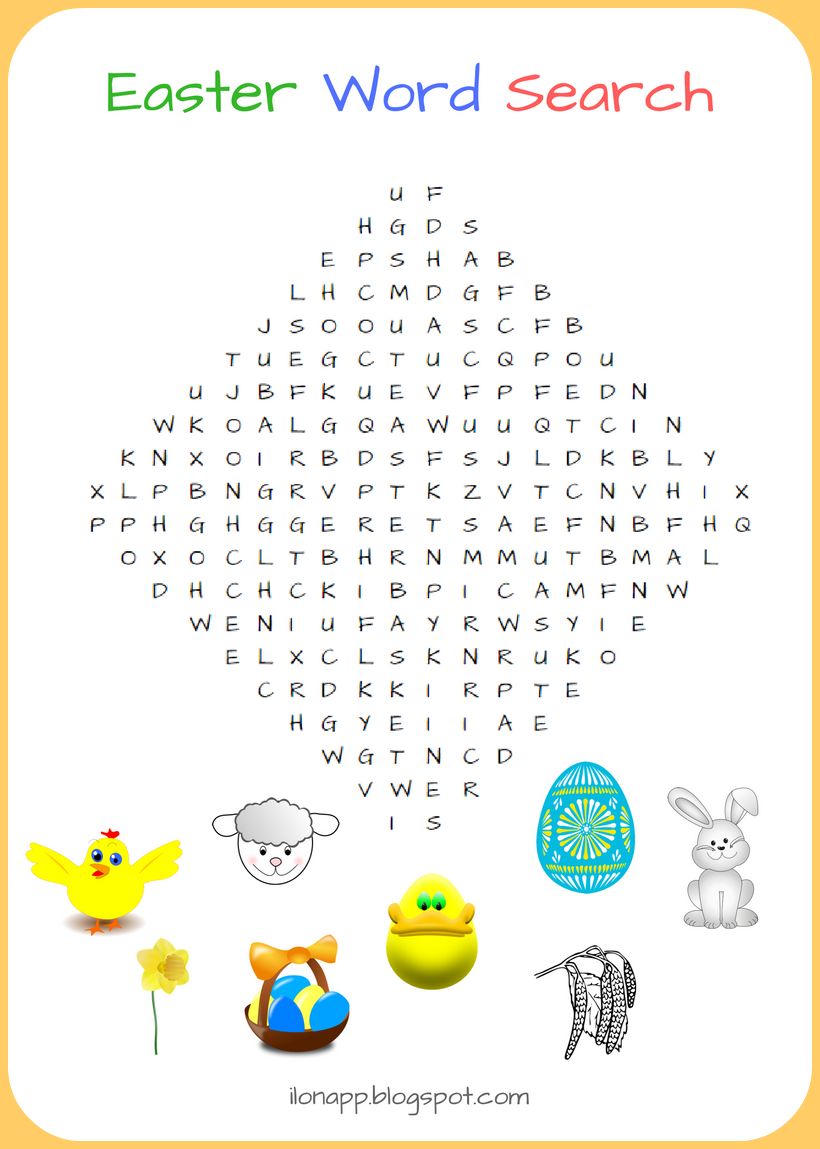 Easter Word Search
U F
H G D S
E P S H A B
L H C M D G F B
J S O O U A S C F B
T U E G C T U C Q P O U
U J B F K U E V F P F E D N
W K O A L G Q A W U U Q T C I N
K N X O I R B D S F S J L D K B L Y
X L P B N G R V P T K Z V T C N V H I X
P P H G H G G E R E T S A E F N B F H Q
O X O C L T B H R N M M U T B M A L
D H C H C K I B P I C A M F N W
W E N I U F A Y R W S Y I E
E L X C L S K N R U K O
C R D K K I R P T E
H G Y E I I A E
W G T N C D
V W E R
I S
ilonapp.blogspot.com